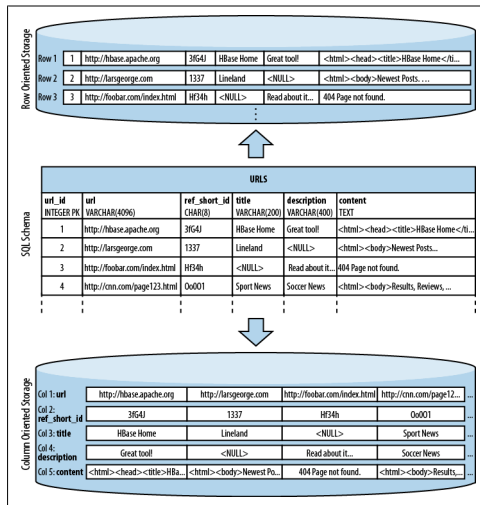 Row Oriented Storage
Row 1 1 http://hbase.apache.org 3fG4J HBase Home Great tool! <html><head><title>HBase Home</ti...
Row 2 2 http://larsgeorge.com 1337 Lineland <NULL> <html><body>Newest Posts. ...
Row 3 3 http://foobar.com/index.html Hf34h <NULL> Read about it... 404 Page not found.
SQL Schema
URLS
url_id url ref_short_id title description content
INTEGER PK VARCHAR(4096) CHAR(8) VARCHAR(200) VARCHAR(400) TEXT
1 http://hbase.apache.org 3fG4J HBase Home Great tool! <html><head><title>HBase Home</ti...
2 http://larsgeorge.com 1337 Lineland <NULL> <html><body>Newest Posts...
3 http://foobar.com/index.html Hf34h <NULL> Read about it... 404 Page not found.
4 http://cnn.com/page123.html Oo001 Sport News Soccer News <html><body>Results, Reviews, ...
Column Oriented Storage
Col 1: url http://hbase.apache.org http://larsgeorge.com http://foobar.com/index.html http://cnn.com/page12... ...
Col 2:
ref_short_id 3fG4J 1337 Hf34h Oo001 ...
Col 3: title HBase Home Lineland <NULL> Sport News ...
Col 4:
description Great tool! <NULL> Read about it... Soccer News ...
Col 5: content <html><head><title>HBa... <html><body>Newest Po... 404 Page not found. <html><body>Results,... ...